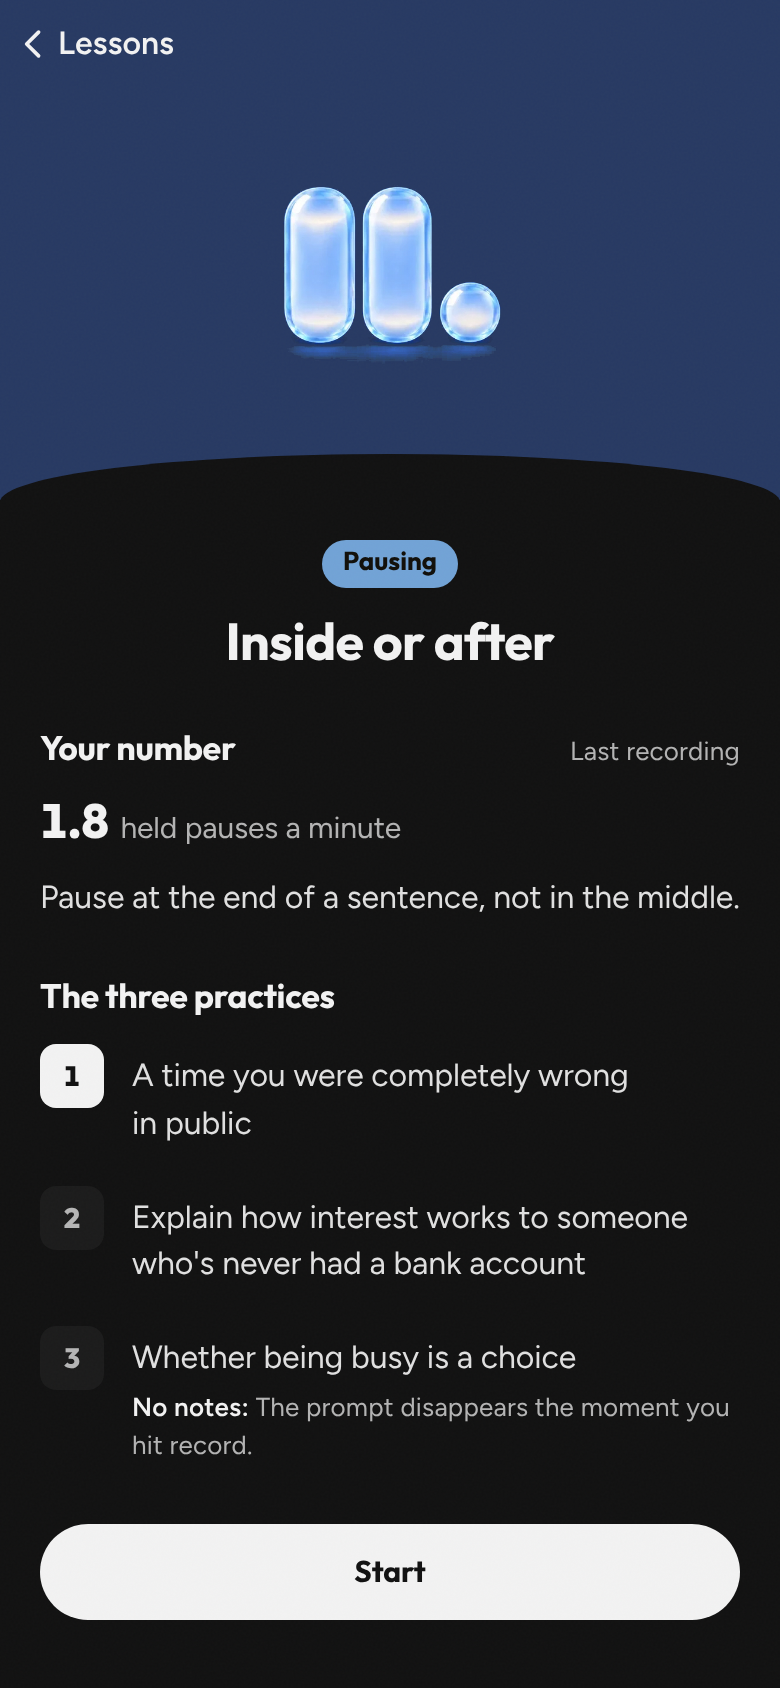 Lessons
Pausing
Inside or after
Your number
Last recording
1.8 held pauses a minute
Pause at the end of a sentence, not in the middle.
The three practices
1
A time you were completely wrong
in public
2
Explain how interest works to someone
who's never had a bank account
3
Whether being busy is a choice
No notes: The prompt disappears the moment you
hit record.
Start